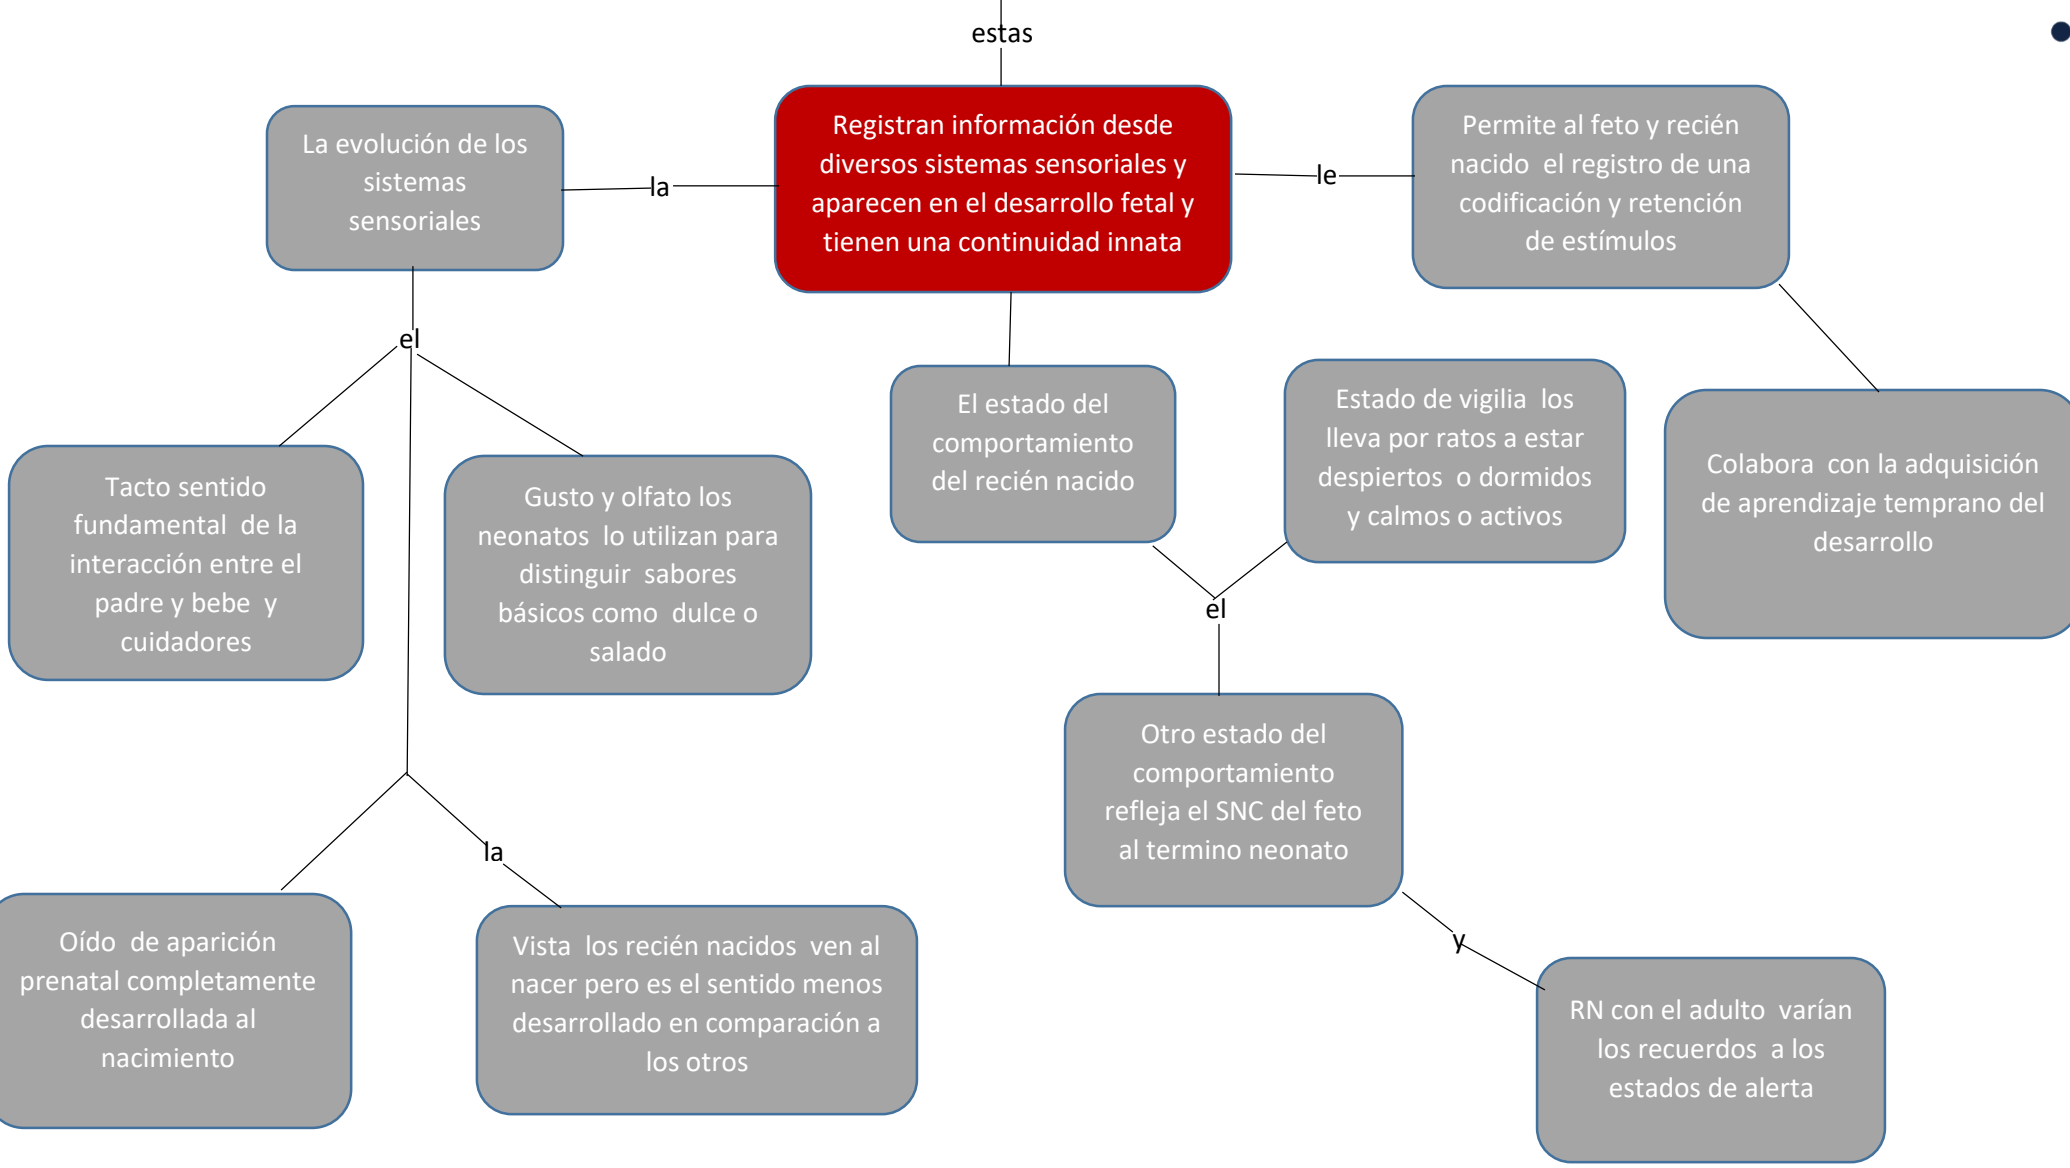 estas
La evolución de los
sistemas
sensoriales
la
Registran información desde
diversos sistemas sensoriales y
aparecen en el desarrollo fetal y
tienen una continuidad innata
le
Permite al feto y recién
nacido el registro de una
codificación y retención
de estímulos
el
Tacto sentido
fundamental de la
interacción entre el
padre y bebe y
cuidadores
Gusto y olfato los
neonatos lo utilizan para
distinguir sabores
básicos como dulce o
salado
El estado del
comportamiento
del recién nacido
Estado de vigilia los
lleva por ratos a estar
despiertos o dormidos
y calmos o activos
Colabora con la adquisición
de aprendizaje temprano del
desarrollo
el
Otro estado del
comportamiento
refleja el SNC del feto
al termino neonato
la
Oído de aparición
prenatal completamente
desarrollada al
nacimiento
Vista los recién nacidos ven al
nacer pero es el sentido menos
desarrollado en comparación a
los otros
y
RN con el adulto varían
los recuerdos a los
estados de alerta